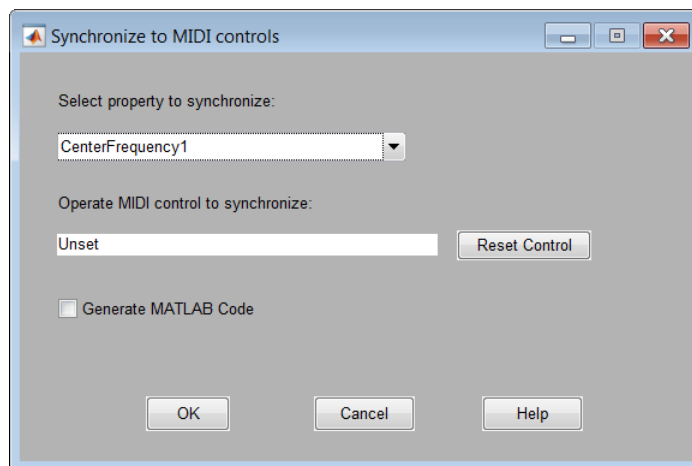 Synchronize to MIDI controls
Select property to synchronize:
CenterFrequency1
Operate MIDI control to synchronize:
Unset
Reset Control
Generate MATLAB Code
OK
Cancel
Help